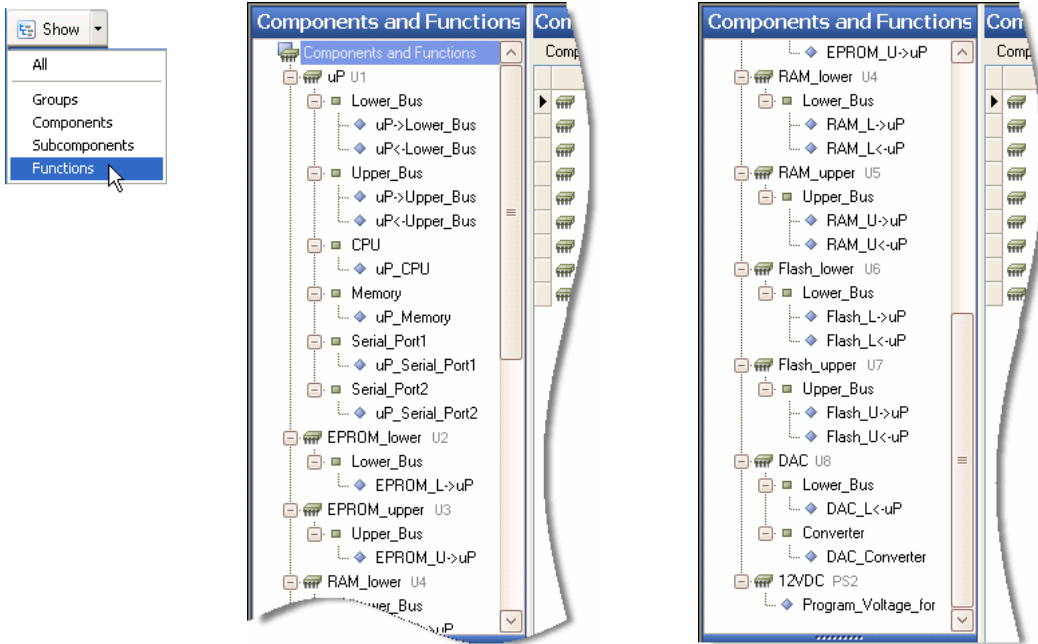 Show
All
Groups
Components
Subcomponents
Functions
Components and Functions
Con
Components and Functions
Comp
uP U1
Lower_Bus
uP->Lower_Bus
uP<-Lower_Bus
Upper_Bus
uP->Upper_Bus
uP<-Upper_Bus
CPU
uP_CPU
Memory
uP_Memory
Serial_Port1
uP_Serial_Port1
Serial_Port2
uP_Serial_Port2
EPROM_lower U2
Lower_Bus
EPROM_L->uP
EPROM_upper U3
Upper_Bus
EPROM_U->uP
RAM_lower U4
wer_Bus
uP
Components and Functions
Con
Comp
EPROM_U->uP
RAM_lower U4
Lower_Bus
RAM_L->uP
RAM_L<-uP
RAM_upper U5
Upper_Bus
RAM_U->uP
RAM_U<-uP
Flash_lower U6
Lower_Bus
Flash_L->uP
Flash_L<-uP
Flash_upper U7
Upper_Bus
Flash_U->uP
Flash_U<-uP
DAC U8
Lower_Bus
DAC_L<-uP
Converter
DAC_Converter
12VDC PS2
Program_Voltage_for